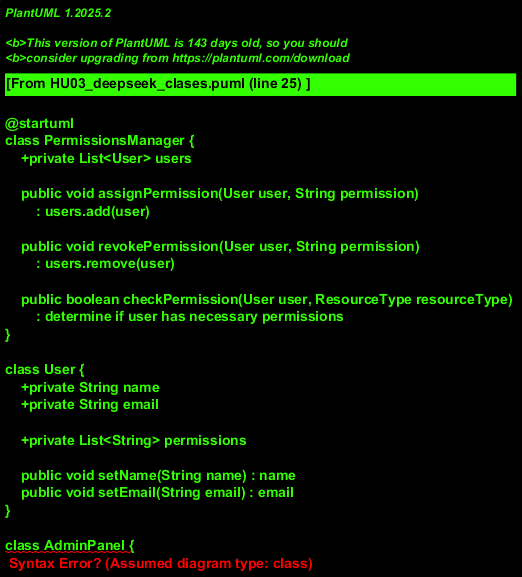 PlantUML 1.2025.2
<b>This version of PlantUML is 143 days old, so you should
<b>consider upgrading from https://plantuml.com/download
[From HU03_deepseek_clases.puml (line 25) ]
@startuml
class PermissionsManager {
+private List<User> users
public void assignPermission(User user, String permission)
: users.add(user)
public void revokePermission(User user, String permission)
: users.remove(user)
public boolean checkPermission(User user, ResourceType resourceType)
: determine if user has necessary permissions
}
class User {
+private String name
+private String email
+private List<String> permissions
public void setName(String name) : name
public void setEmail(String email) : email
}
class AdminPanel {
Syntax Error? (Assumed diagram type: class)